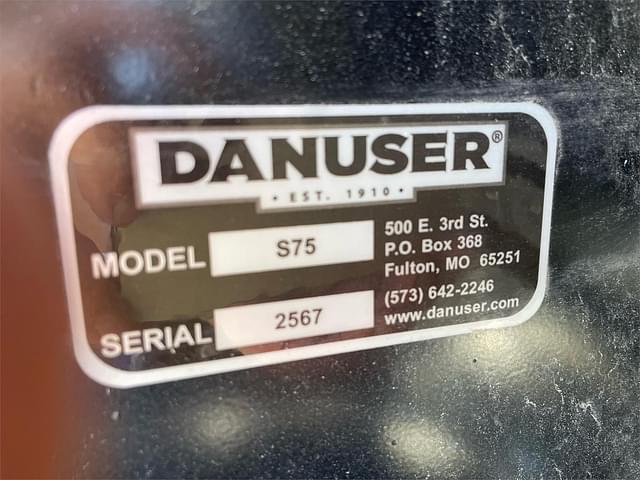 DANUSER®
• EST. 1910 •
MODEL S75
SERIAL 2567
500 E. 3rd St.
P.O. Box 368
Fulton, MO 65251
(573) 642-2246
www.danuser.com